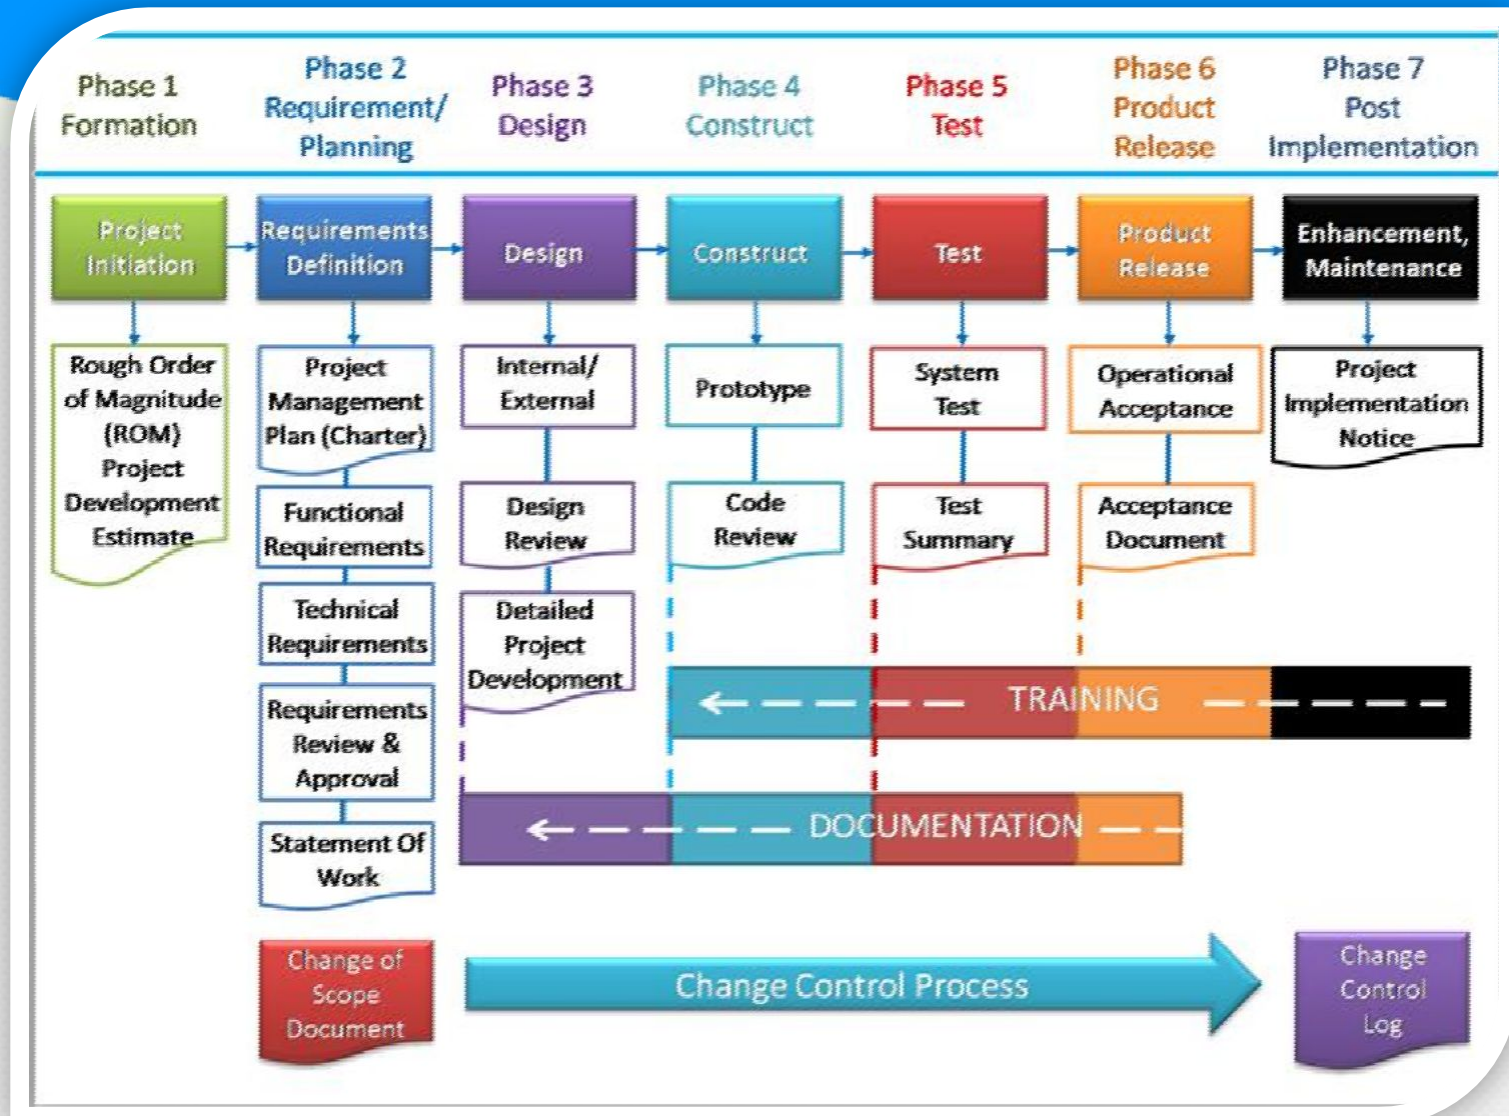 Phase 1
Formation
Phase 2
Requirement/
Planning
Phase 3
Design
Phase 4
Construct
Phase 5
Test
Phase 6
Product
Release
Phase 7
Post
Implementation
Project
Initiation
Requirements
Definition
Design
Construct
Test
Product
Release
Enhancement,
Maintenance
Rough Order
of Magnitude
(ROM)
Project
Development
Estimate
Project
Management
Plan (Charter)
Functional
Requirements
Technical
Requirements
Requirements
Review &
Approval
Statement Of
Work
Internal/
External
Design
Review
Detailed
Project
Development
Prototype
Code
Review
System
Test
Test
Summary
Operational
Acceptance
Acceptance
Document
Project
Implementation
Notice
TRAINING
DOCUMENTATION
Change of
Scope
Document
Change Control Process
Change
Control
Log